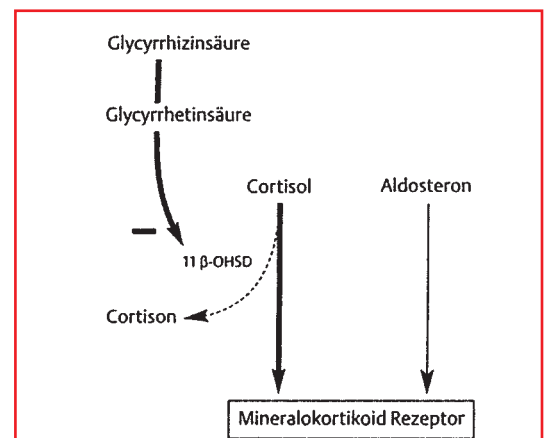 Glycyrrhizinsäure
Glycyrrhetinsäure
Cortisol Aldosteron
11 β-OHSD
Cortison
Mineralokortikoid Rezeptor